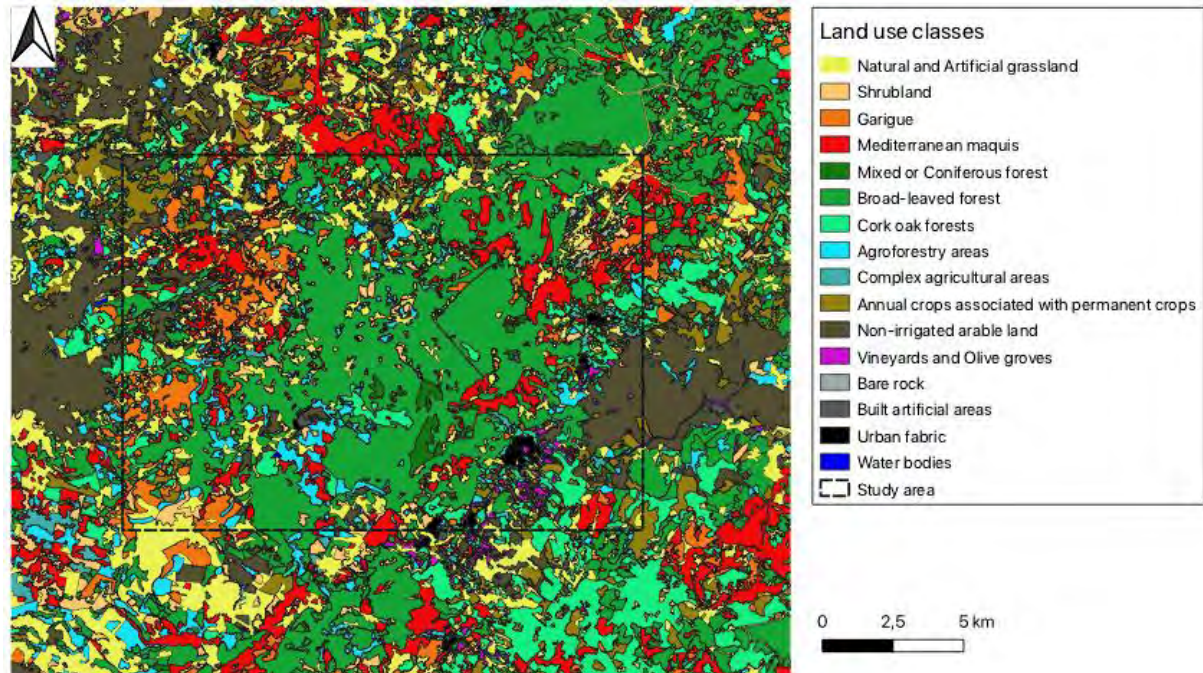 Land use classes
Natural and Artificial grassland
Shrubland
Garigue
Mediterranean maquis
Mixed or Coniferous forest
Broad-leaved forest
Cork oak forests
Agroforestry areas
Complex agricultural areas
Annual crops associated with permanent crops
Non-irrigated arable land
Vineyards and Olive groves
Bare rock
Built artificial areas
Urban fabric
Water bodies
Study area
0 2,5 5 km